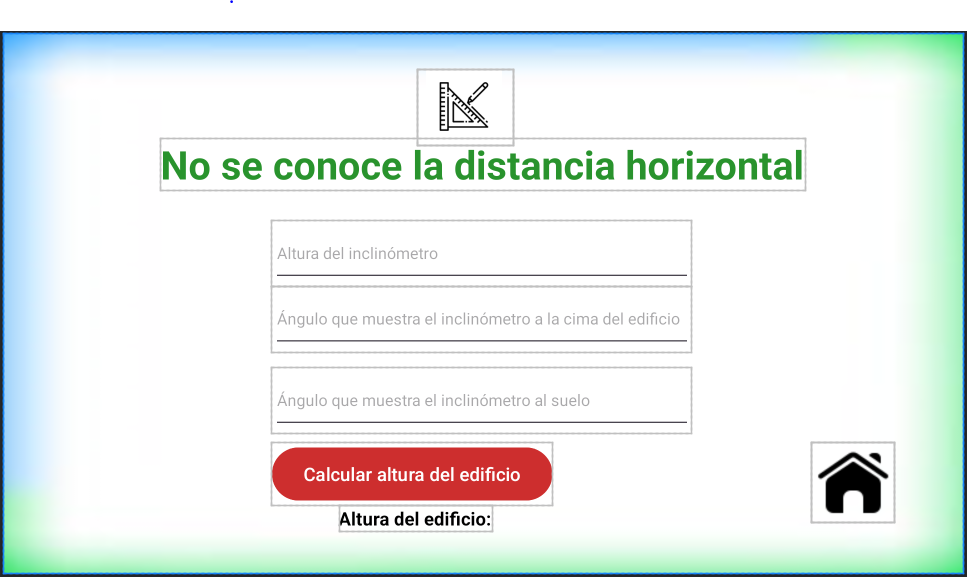 No se conoce la distancia horizontal
Altura del inclinómetro
Ángulo que muestra el inclinómetro a la cima del edificio
Ángulo que muestra el inclinómetro al suelo
Calcular altura del edificio
Altura del edificio: